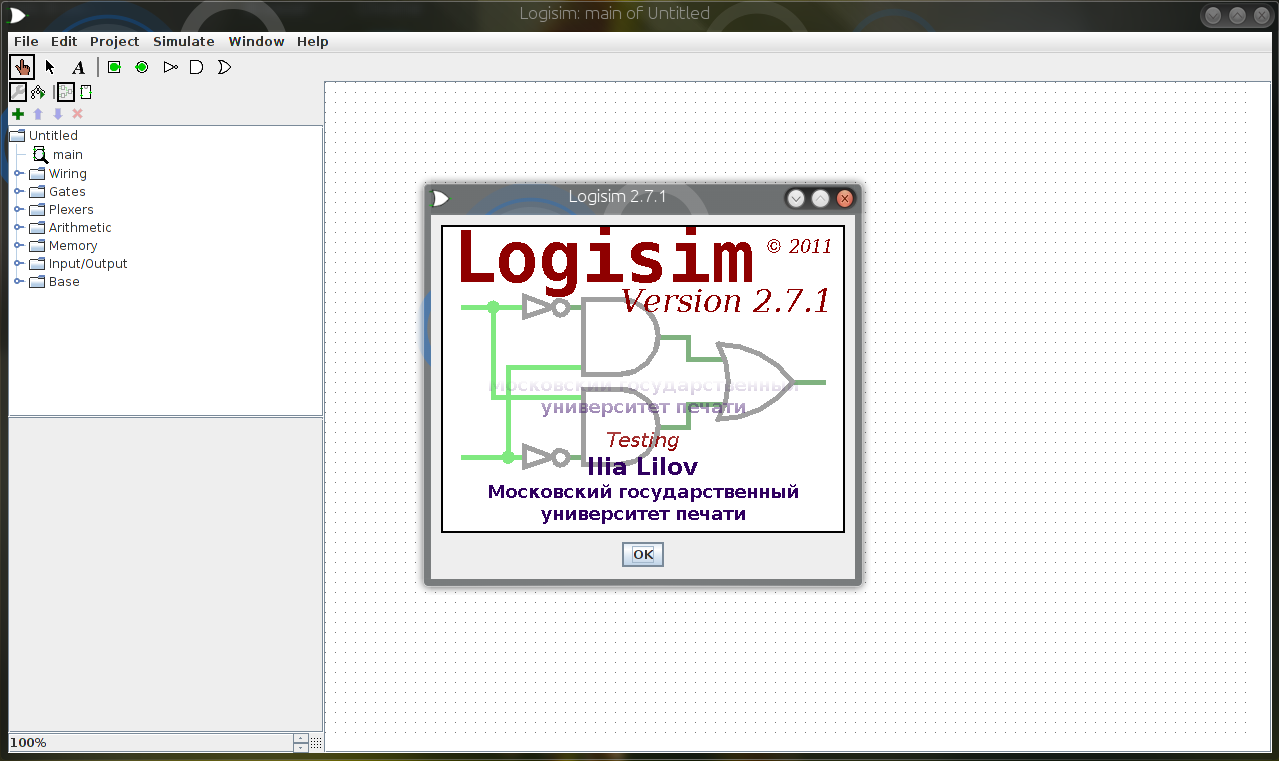 Logisim: main of Untitled
File Edit Project Simulate Window Help
A
Untitled
main
Wiring
Gates
Plexers
Arithmetic
Memory
Input/Output
Base
100%
Logisim 2.7.1
Logisim © 2011
Version 2.7.1
Московский государственный
университет печати
Testing
Ilia Lilov
Московский государственный
университет печати
OK